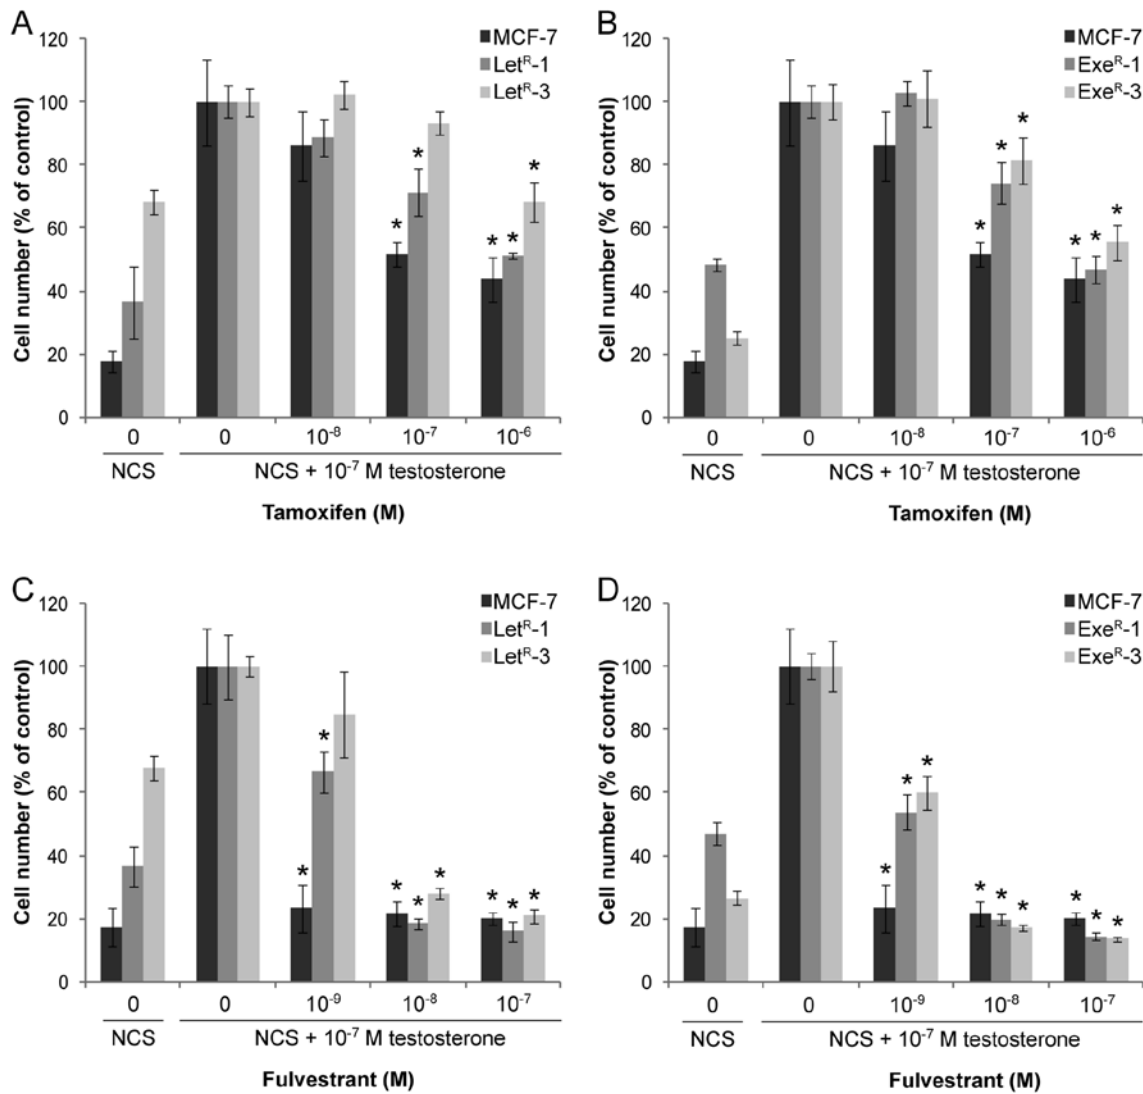 A
MCF-7
Let^R-1
Let^R-3
Cell number (% of control)
120
100
80
60
40
20
0
* * * * *
0 0 10^-8 10^-7 10^-6
NCS NCS + 10^-7 M testosterone
Tamoxifen (M)
B
MCF-7
Exe^R-1
Exe^R-3
Cell number (% of control)
120
100
80
60
40
20
0
* * * * * *
0 0 10^-8 10^-7 10^-6
NCS NCS + 10^-7 M testosterone
Tamoxifen (M)
C
MCF-7
Let^R-1
Let^R-3
Cell number (% of control)
120
100
80
60
40
20
0
* * * * * * * *
0 0 10^-9 10^-8 10^-7
NCS NCS + 10^-7 M testosterone
Fulvestrant (M)
D
MCF-7
Exe^R-1
Exe^R-3
Cell number (% of control)
120
100
80
60
40
20
0
* * * * * * * * *
0 0 10^-9 10^-8 10^-7
NCS NCS + 10^-7 M testosterone
Fulvestrant (M)